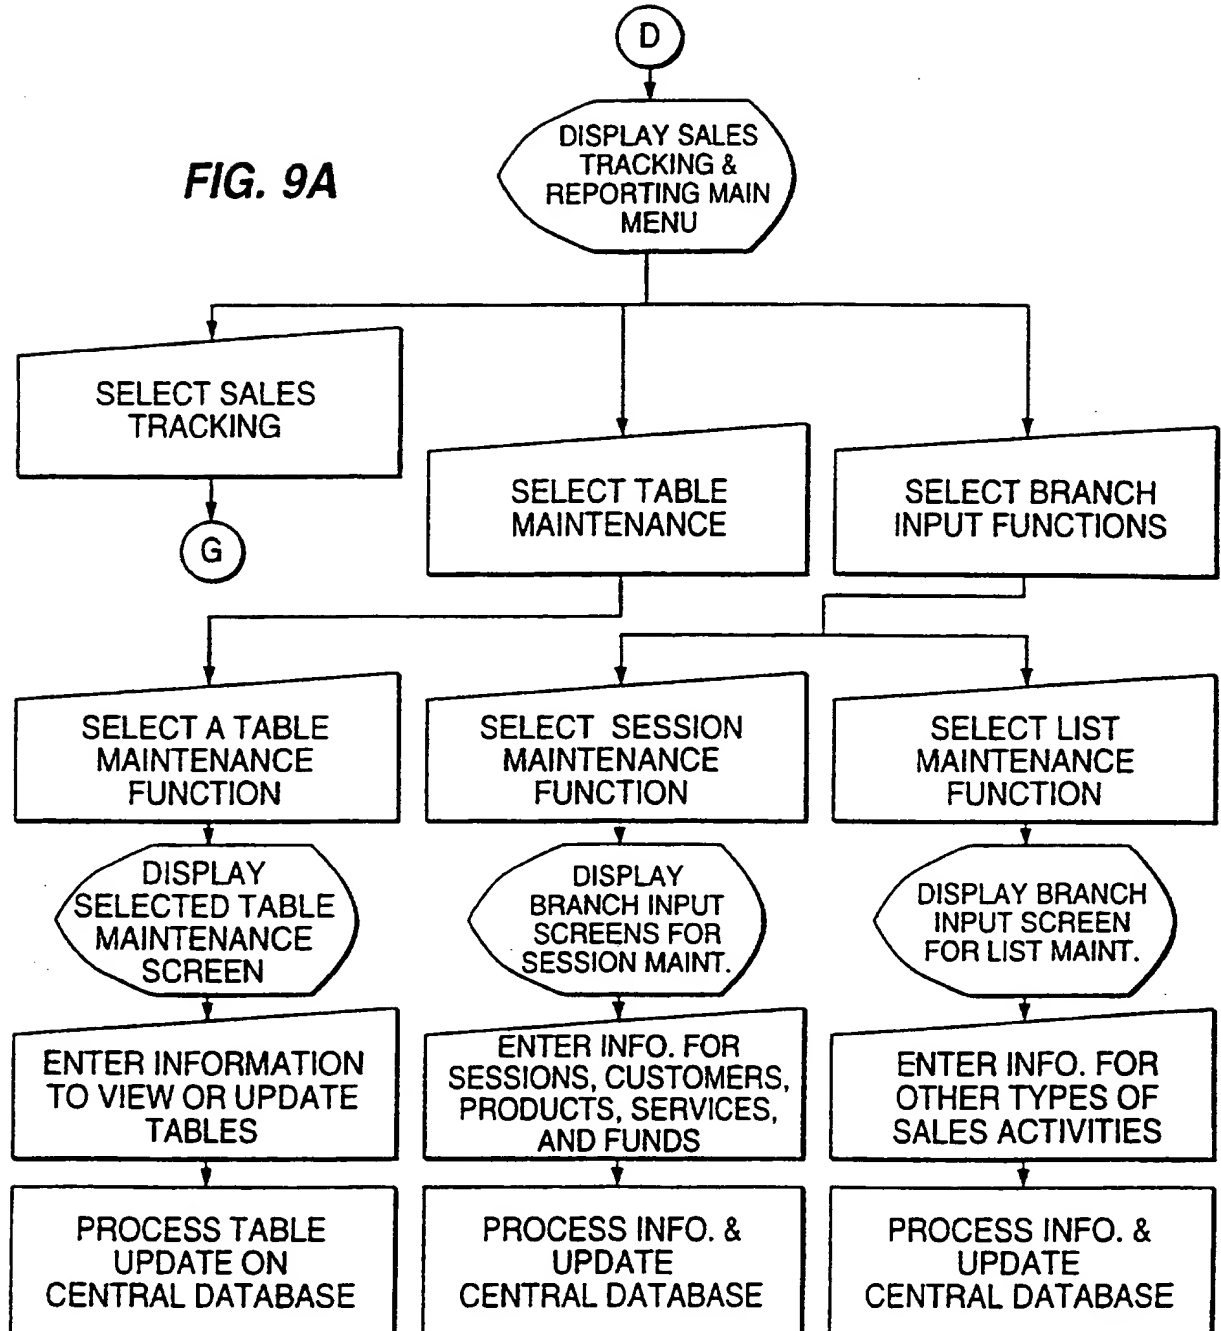 D
DISPLAY SALES
TRACKING &
REPORTING MAIN
MENU
FIG. 9A
SELECT SALES
TRACKING
G
SELECT TABLE
MAINTENANCE
SELECT BRANCH
INPUT FUNCTIONS
SELECT A TABLE
MAINTENANCE
FUNCTION
SELECT SESSION
MAINTENANCE
FUNCTION
SELECT LIST
MAINTENANCE
FUNCTION
DISPLAY
SELECTED TABLE
MAINTENANCE
SCREEN
DISPLAY
BRANCH INPUT
SCREENS FOR
SESSION MAINT.
DISPLAY BRANCH
INPUT SCREEN
FOR LIST MAINT.
ENTER INFORMATION
TO VIEW OR UPDATE
TABLES
ENTER INFO. FOR
SESSIONS, CUSTOMERS,
PRODUCTS, SERVICES,
AND FUNDS
ENTER INFO. FOR
OTHER TYPES OF
SALES ACTIVITIES
PROCESS TABLE
UPDATE ON
CENTRAL DATABASE
PROCESS INFO. &
UPDATE
CENTRAL DATABASE
PROCESS INFO. &
UPDATE
CENTRAL DATABASE